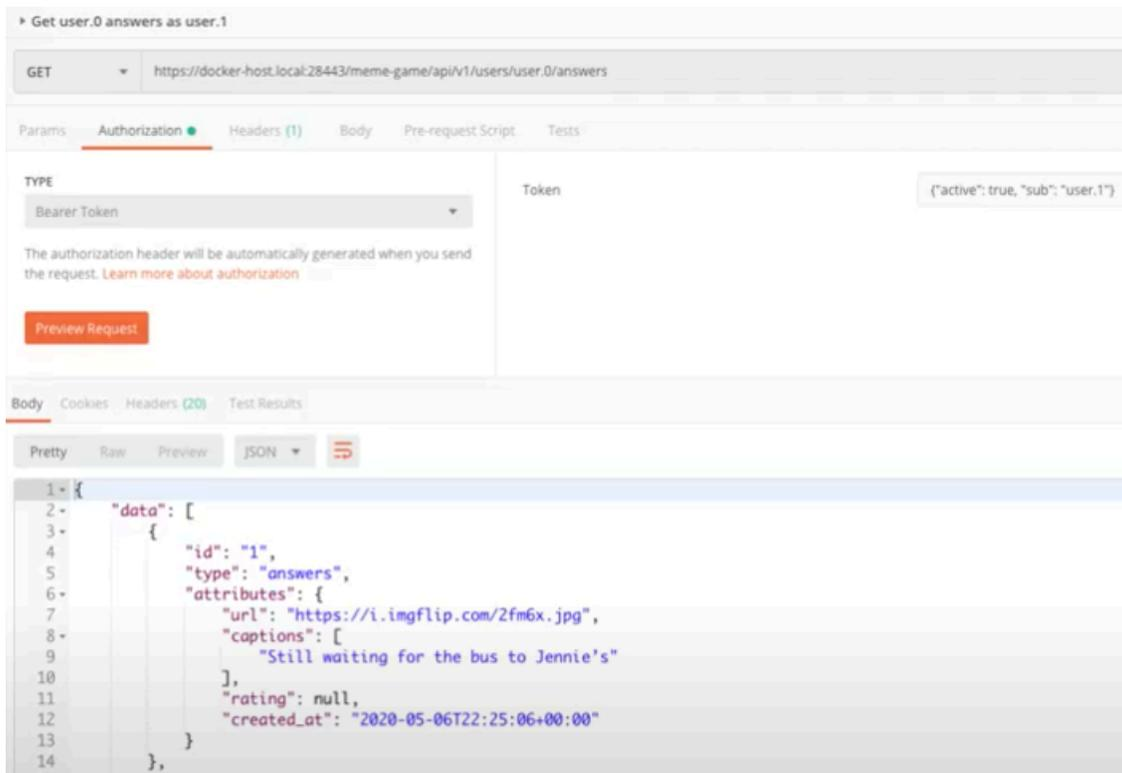 Get user.0 answers as user.1
GET https://docker-host.local:28443/meme-game/api/v1/users/user.0/answers
Params Authorization Headers (1) Body Pre-request Script Tests
TYPE
Bearer Token
The authorization header will be automatically generated when you send
the request. Learn more about authorization
Preview Request
Token {"active": true, "sub": "user.1"}
Body Cookies Headers (20) Test Results
Pretty Raw Preview JSON
1 {
2 "data": [
3 {
4 "id": "1",
5 "type": "answers",
6 "attributes": {
7 "url": "https://i.imgflip.com/2fm6x.jpg",
8 "captions": [
9 "Still waiting for the bus to Jennie's"
10 ],
11 "rating": null,
12 "created_at": "2020-05-06T22:25:06+00:00"
13 }
14 },